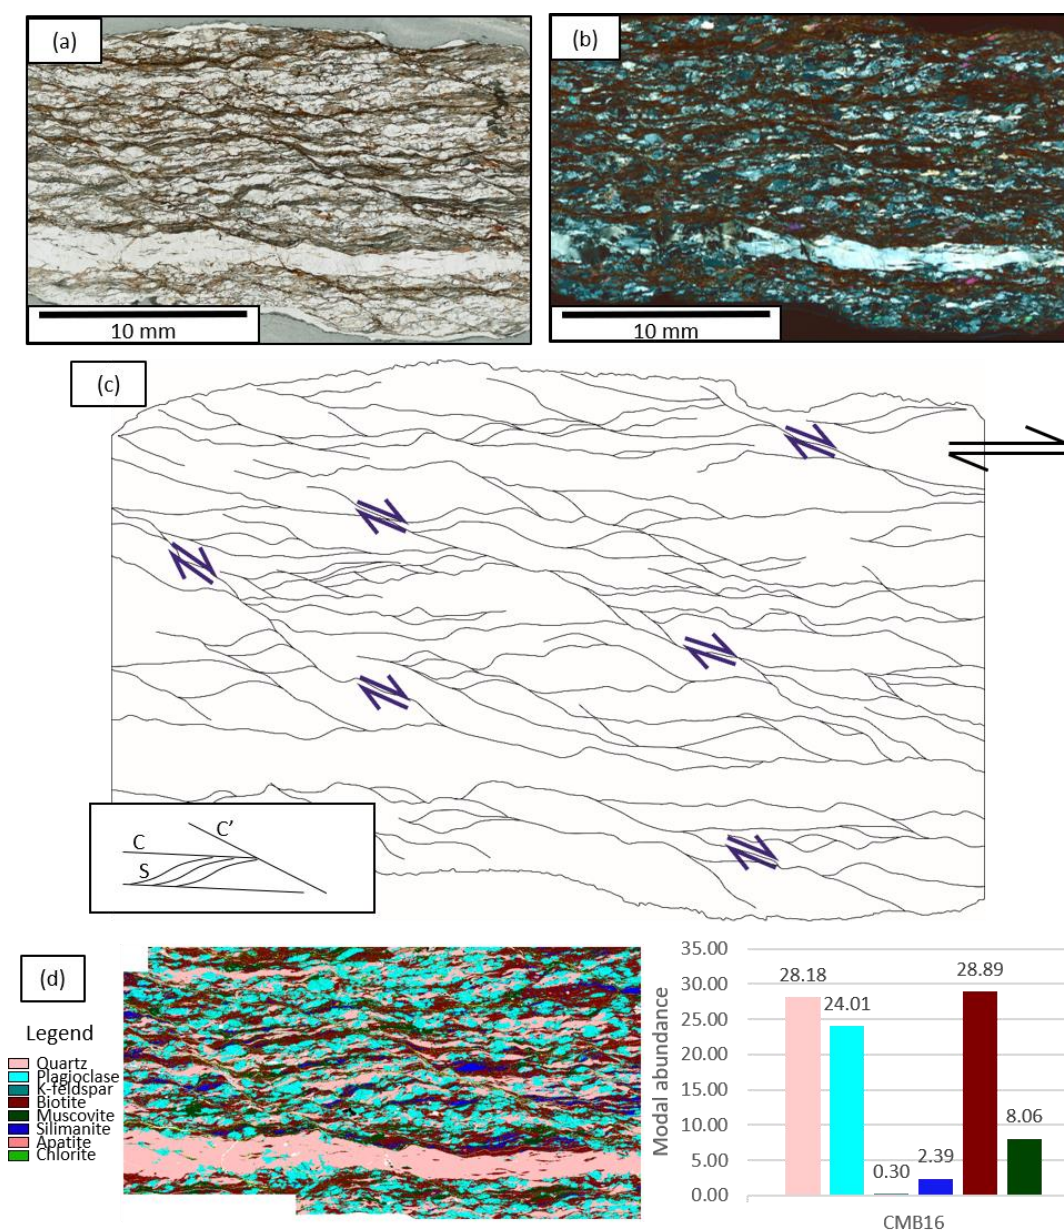 (a)
(b)
10 mm
10 mm
(c)
C'
C
S
(d)
Legend
Quartz
Plagioclase
K-feldspar
Biotite
Muscovite
Silimanite
Apatite
Chlorite
Modal abundance
35.00
30.00
25.00
20.00
15.00
10.00
5.00
0.00
28.18
24.01
0.30
2.39
28.89
8.06
CMB16